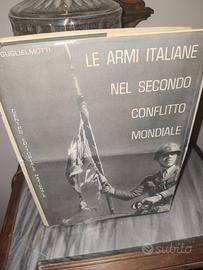 GUGLIELMOTTI
LE ARMI ITALIANE
NEL SECONDO
CONFLITTO
MONDIALE
subito